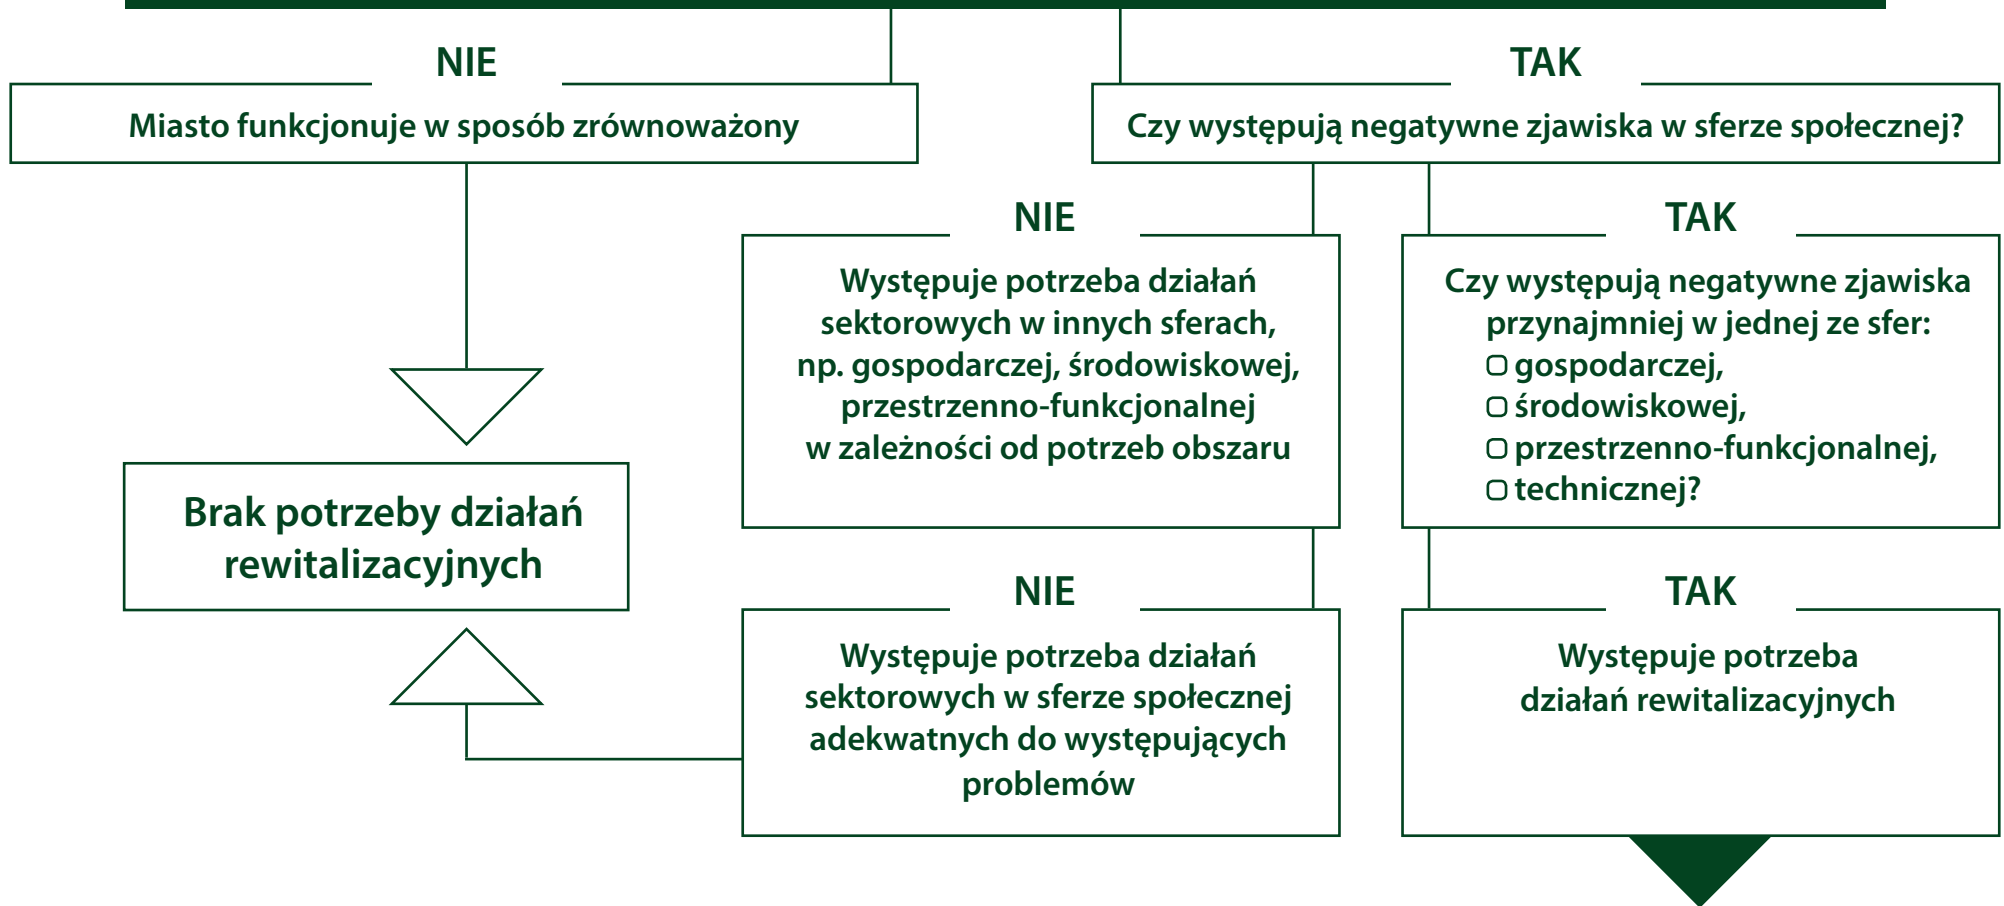 NIE
Miasto funkcjonuje w sposób zrównoważony
TAK
Czy występują negatywne zjawiska w sferze społecznej?
NIE
Występuje potrzeba działań
sektorowych w innych sferach,
np. gospodarczej, środowiskowej,
przestrzenno-funkcjonalnej
w zależności od potrzeb obszaru
TAK
Czy występują negatywne zjawiska
przynajmniej w jednej ze sfer:
gospodarczej,
środowiskowej,
przestrzenno-funkcjonalnej,
technicznej?
Brak potrzeby działań
rewitalizacyjnych
NIE
Występuje potrzeba działań
sektorowych w sferze społecznej
adekwatnych do występujących
problemów
TAK
Występuje potrzeba
działań rewitalizacyjnych